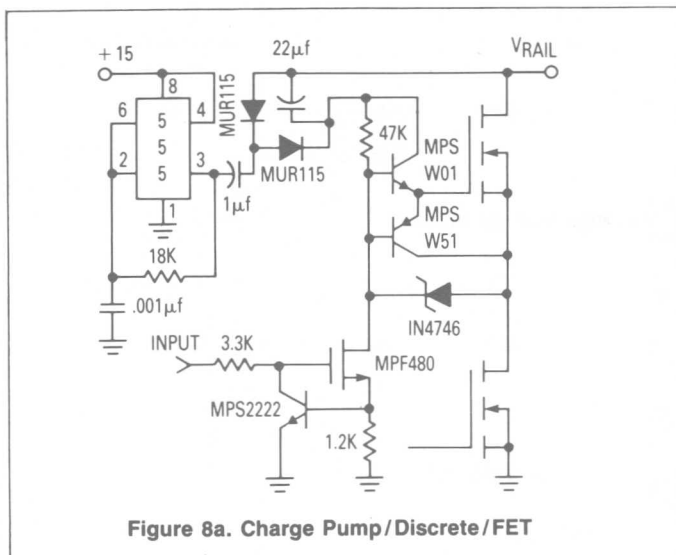 + 15
22µf
VRAIL
8
6
4
MUR115
5
5
5
2
3
47K
MPS
W01
MUR115
1µf
1
MPS
W51
18K
.001µf
IN4746
INPUT
3.3K
MPF480
MPS2222
1.2K
Figure 8a. Charge Pump/Discrete/FET